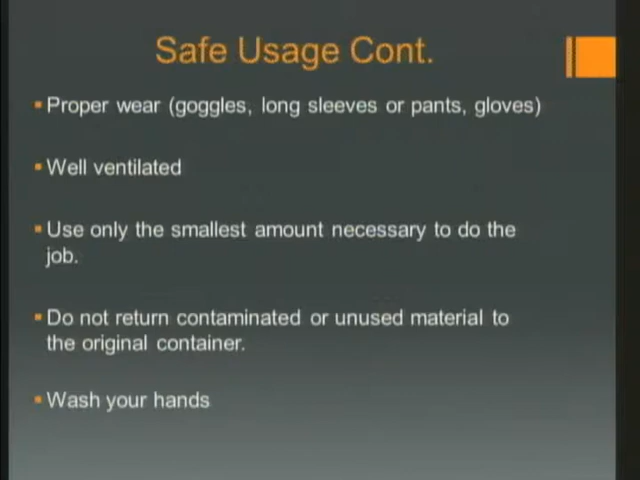 Safe Usage Cont.
Proper wear (goggles, long sleeves or pants, gloves)
Well ventilated
Use only the smallest amount necessary to do the
job.
Do not return contaminated or unused material to
the original container.
Wash your hands